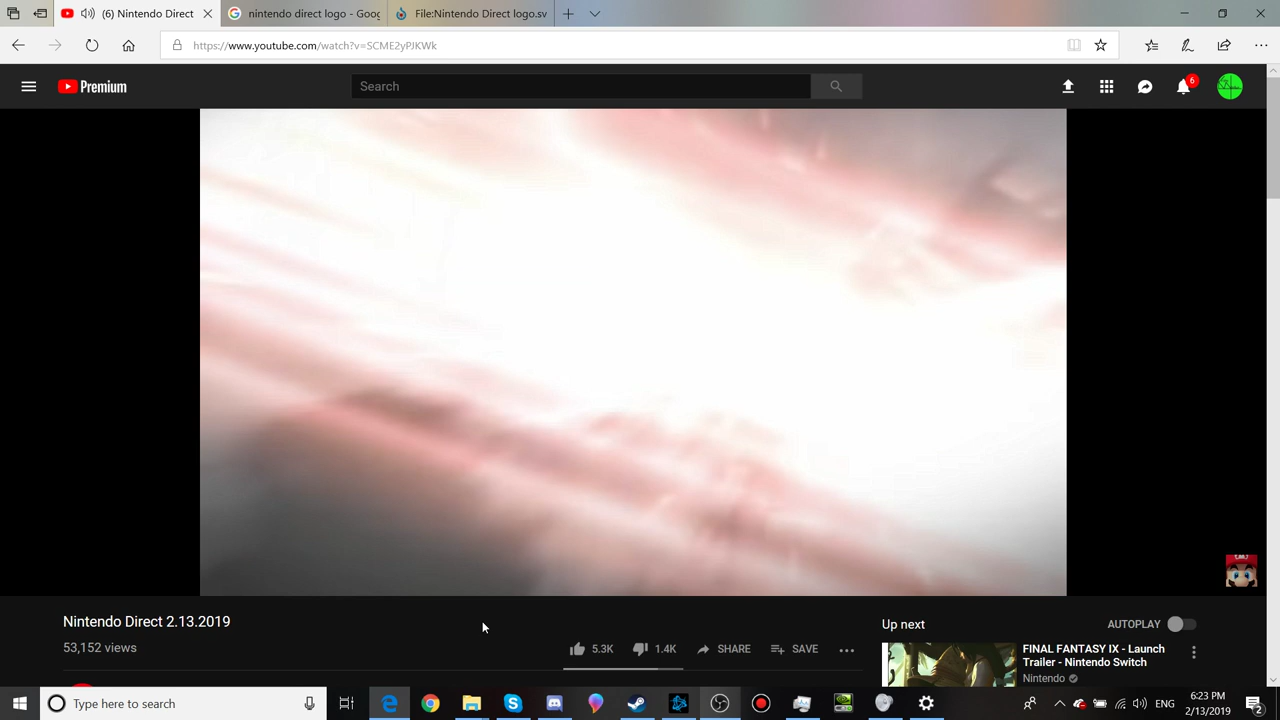 (6) Nintendo Direct
nintendo direct logo - Goog
File:Nintendo Direct logo.sv
https://www.youtube.com/watch?v=SCME2yPJKWk
Premium
Search
6
Nintendo Direct 2.13.2019
53,152 views
5.3K
1.4K
SHARE
SAVE
Up next
AUTOPLAY
FINAL FANTASY IX - Launch
Trailer - Nintendo Switch
Nintendo
Type here to search
ENG
6:23 PM
2/13/2019
2